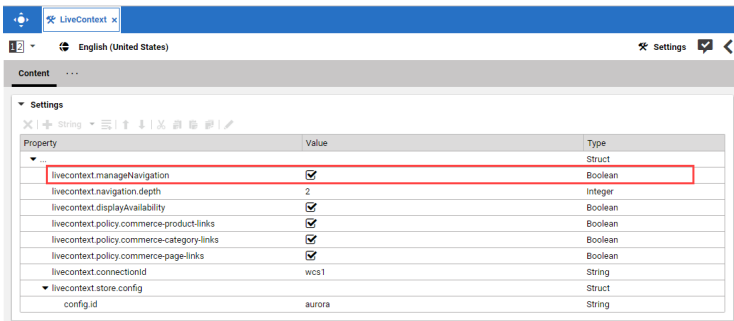 LiveContext ×
1 2 English (United States) Settings
Content ...
Settings
String
Property Value Type
... Struct
livecontext.manageNavigation Boolean
livecontext.navigation.depth 2 Integer
livecontext.displayAvailability Boolean
livecontext.policy.commerce-product-links Boolean
livecontext.policy.commerce-category-links Boolean
livecontext.policy.commerce-page-links Boolean
livecontext.connectionId wcs1 String
livecontext.store.config Struct
config.id aurora String